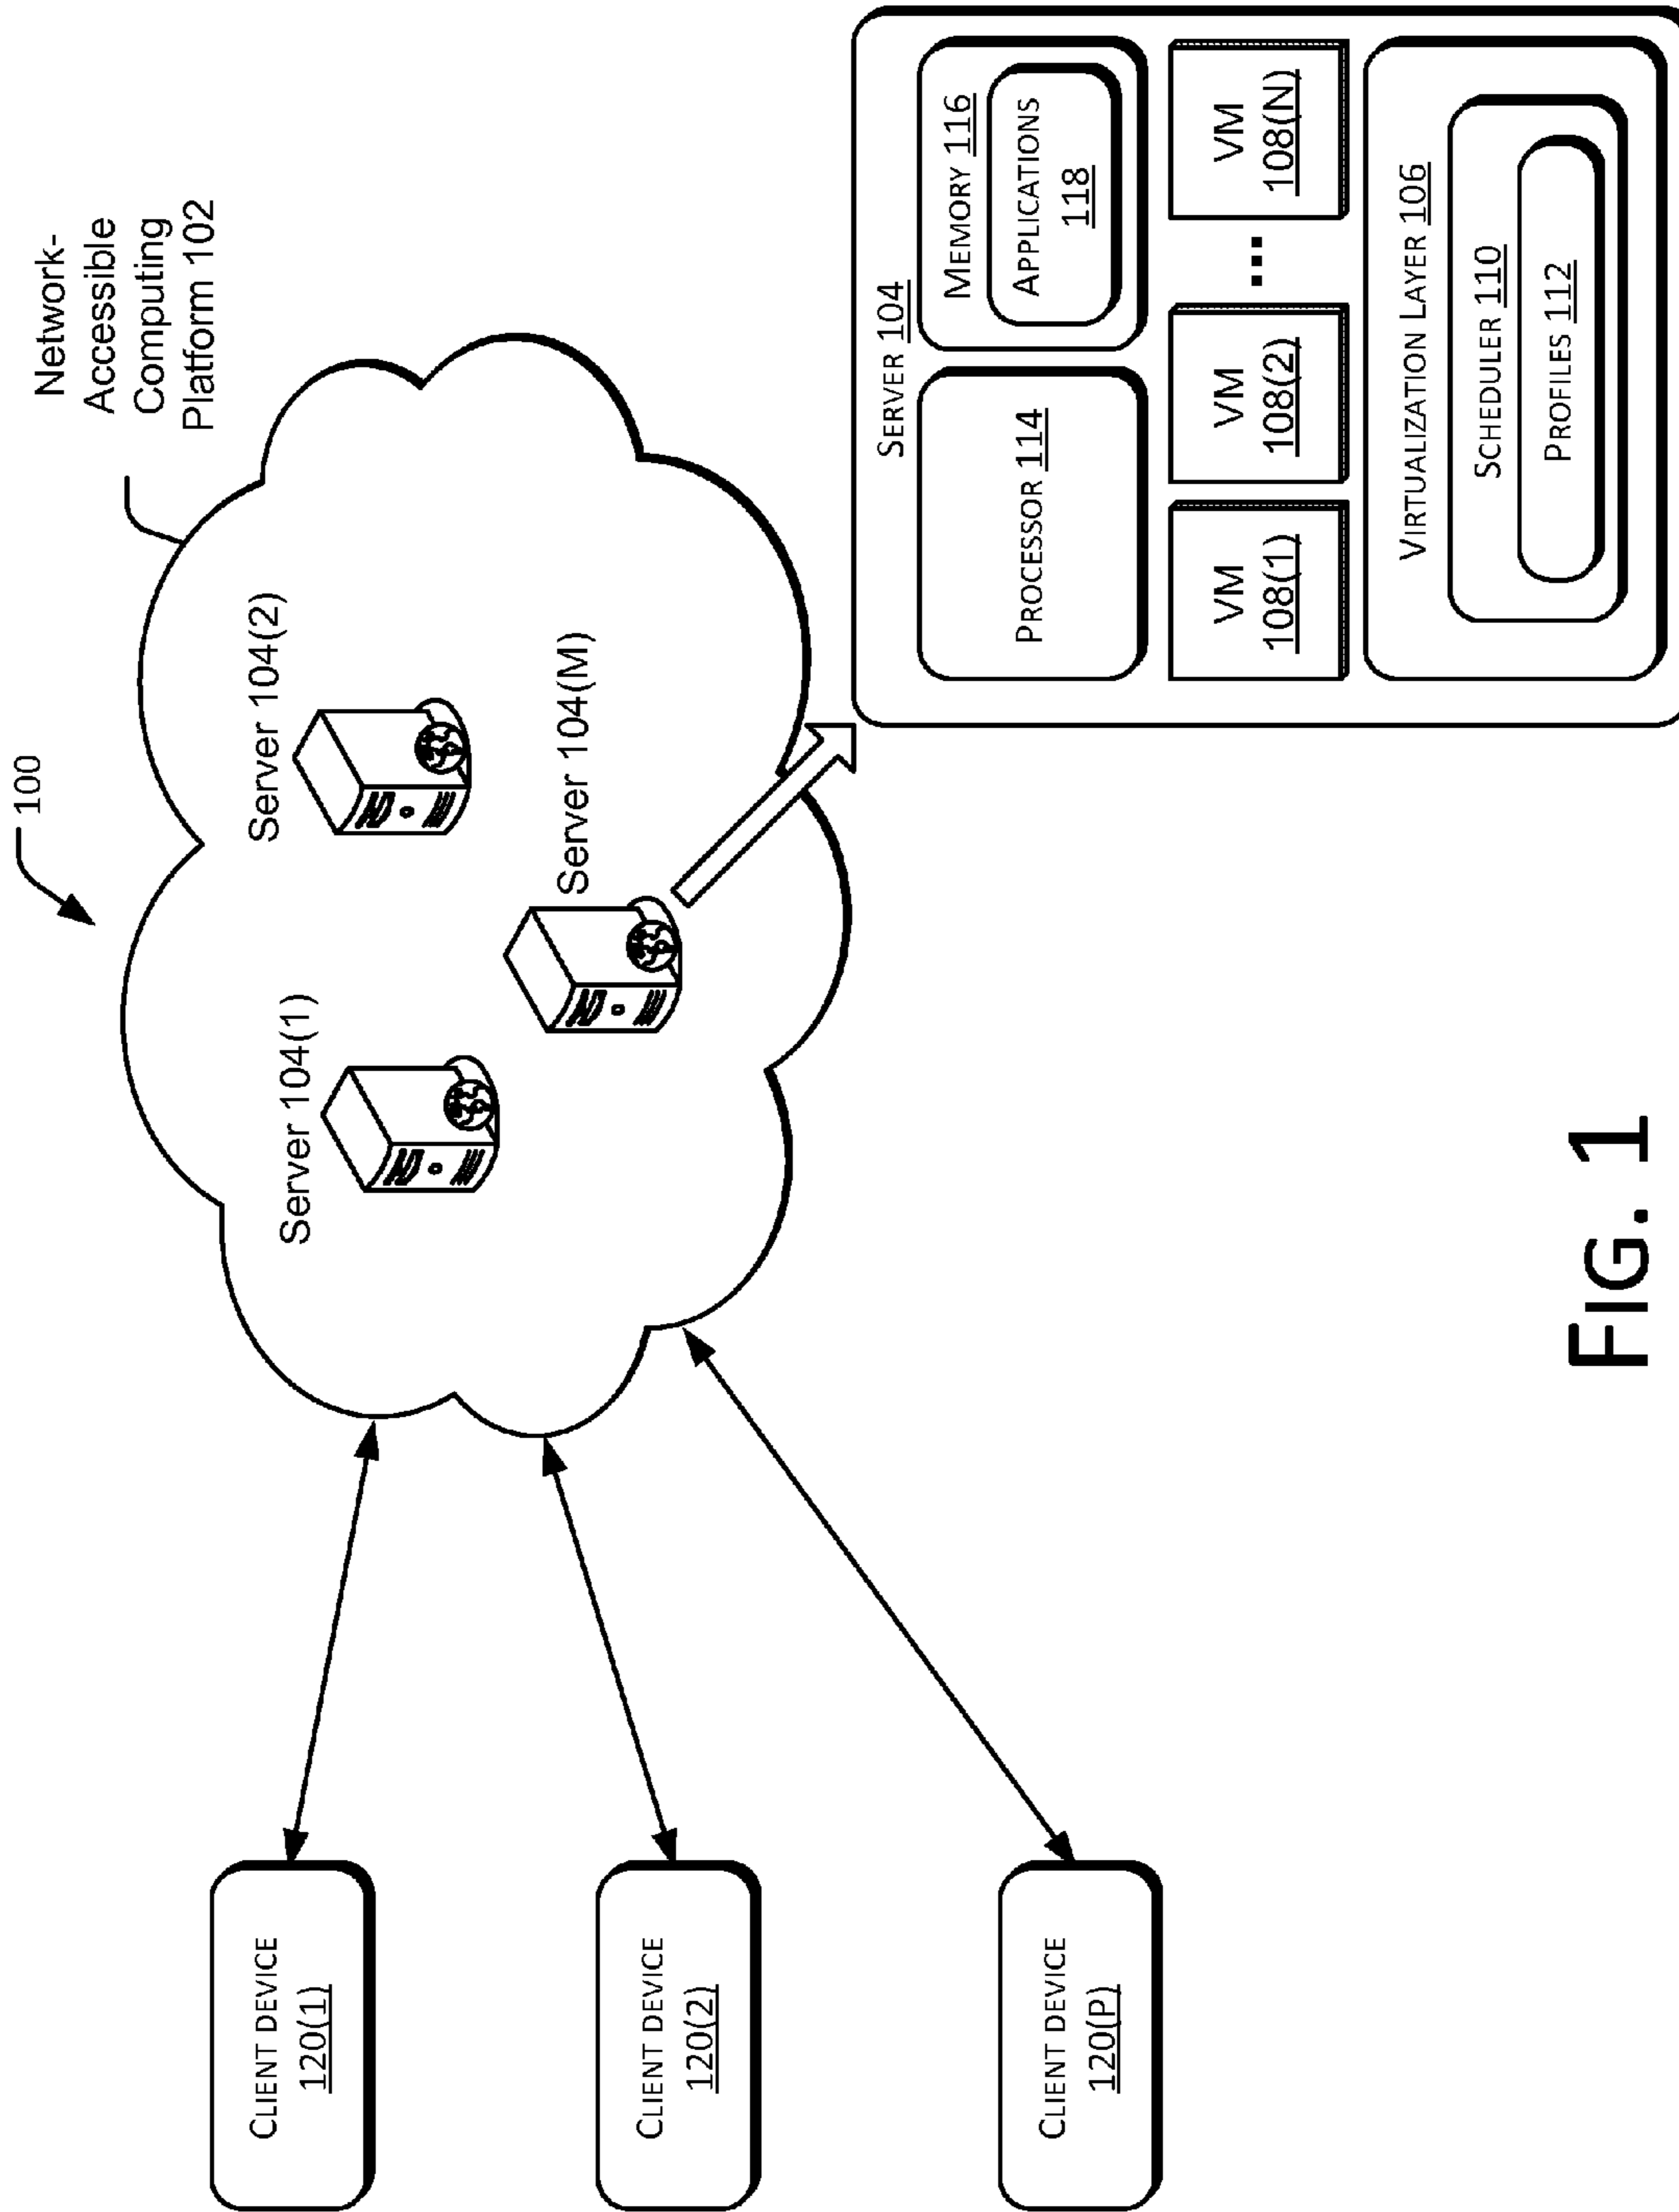 100
Network-
Accessible
Computing
Platform 102
Server 104(1)
Server 104(2)
Server 104(M)
CLIENT DEVICE
120(1)
CLIENT DEVICE
120(2)
CLIENT DEVICE
120(P)
SERVER 104
PROCESSOR 114
MEMORY 116
APPLICATIONS
118
VM
108(1)
VM
108(2)
...
VM
108(N)
VIRTUALIZATION LAYER 106
SCHEDULER 110
PROFILES 112
FIG. 1